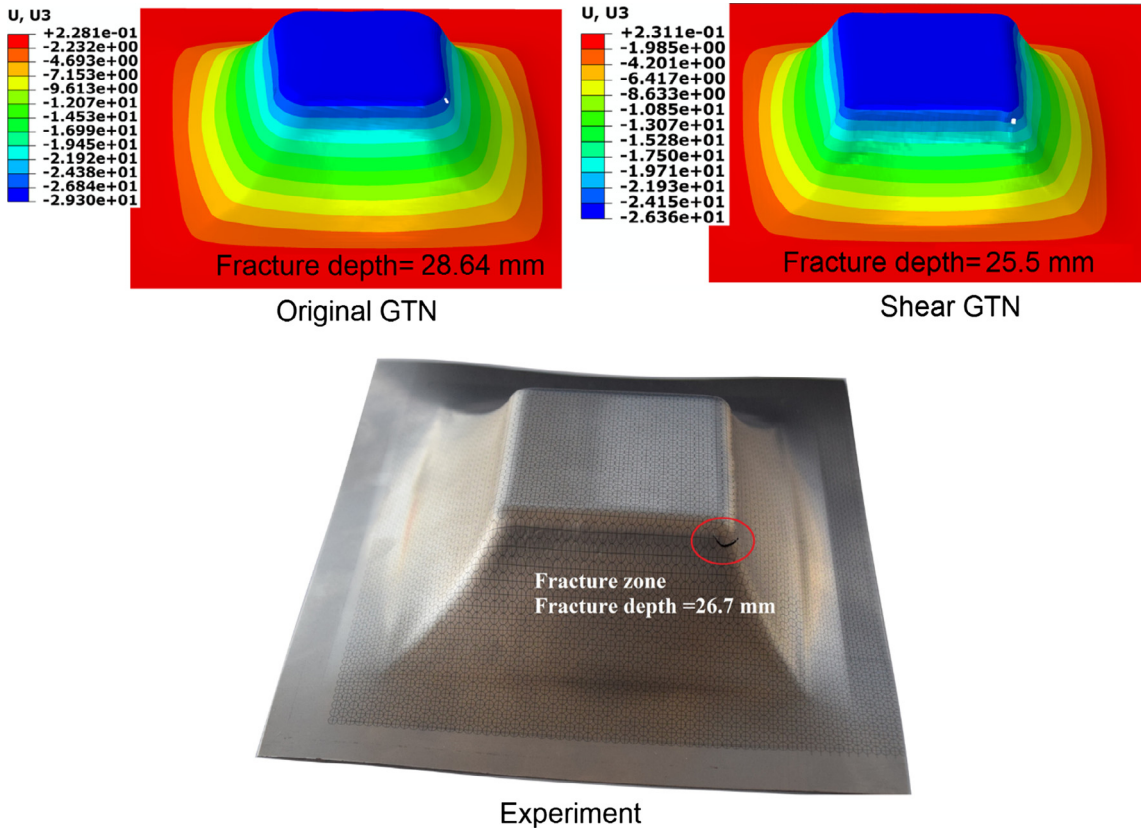 U, U3
+2.281e-01
-2.232e+00
-4.693e+00
-7.153e+00
-9.613e+00
-1.207e+01
-1.453e+01
-1.699e+01
-1.945e+01
-2.192e+01
-2.438e+01
-2.684e+01
-2.930e+01
Fracture depth= 28.64 mm
Original GTN
U, U3
+2.311e-01
-1.985e+00
-4.201e+00
-6.417e+00
-8.633e+00
-1.085e+01
-1.307e+01
-1.528e+01
-1.750e+01
-1.971e+01
-2.193e+01
-2.415e+01
-2.636e+01
Fracture depth= 25.5 mm
Shear GTN
Fracture zone
Fracture depth =26.7 mm
Experiment